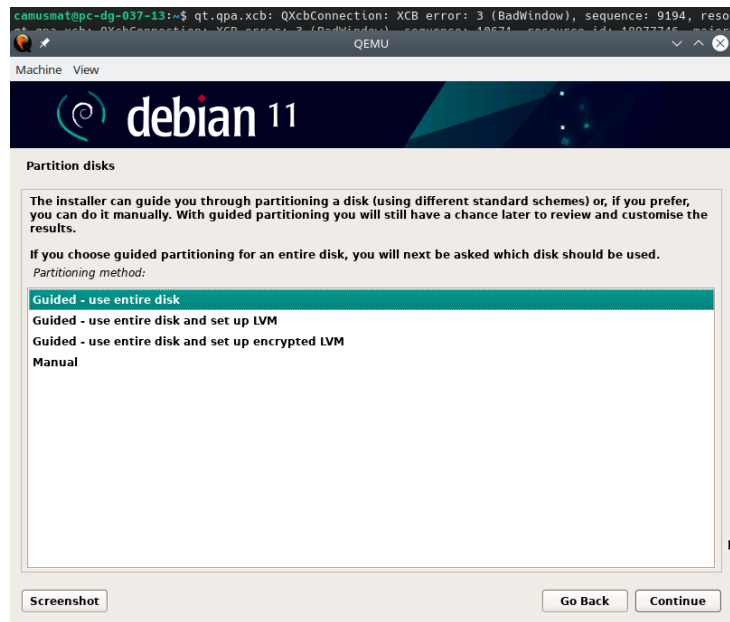 camusmat@pc-dg-037-13:~$ qt.qpa.xcb: QXcbConnection: XCB error: 3 (BadWindow), sequence: 9194, reso
QEMU
Machine View
debian 11
Partition disks
The installer can guide you through partitioning a disk (using different standard schemes) or, if you prefer,
you can do it manually. With guided partitioning you will still have a chance later to review and customise the
results.
If you choose guided partitioning for an entire disk, you will next be asked which disk should be used.
Partitioning method:
Guided - use entire disk
Guided - use entire disk and set up LVM
Guided - use entire disk and set up encrypted LVM
Manual
Screenshot
Go Back
Continue